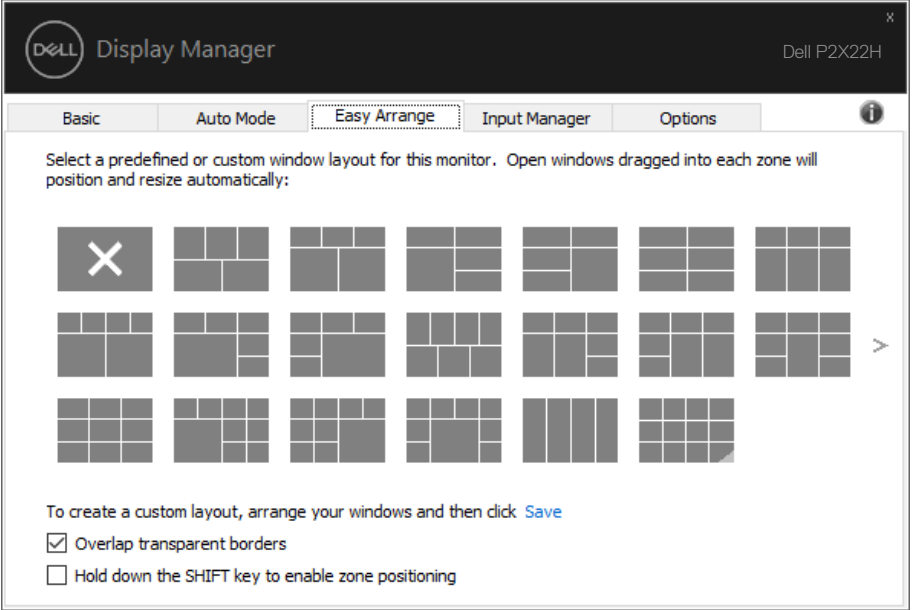 x
DELL Display Manager
Dell P2X22H
Basic Auto Mode Easy Arrange Input Manager Options
Select a predefined or custom window layout for this monitor. Open windows dragged into each zone will
position and resize automatically:
>
To create a custom layout, arrange your windows and then click Save
Overlap transparent borders
Hold down the SHIFT key to enable zone positioning